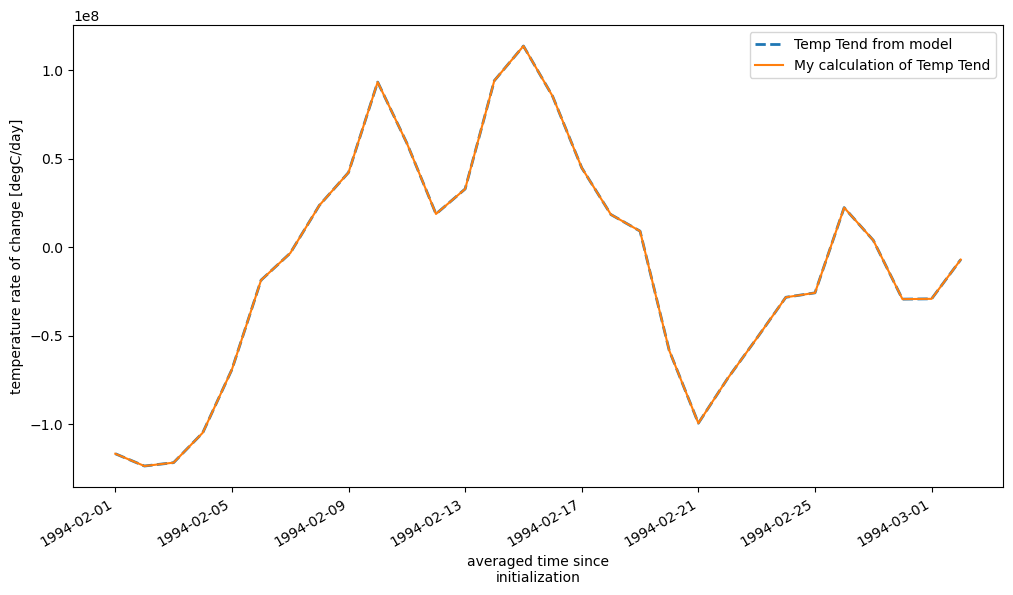 1e8
Temp Tend from model
My calculation of Temp Tend
temperature rate of change [degC/day]
1.0
0.5
0.0
−0.5
−1.0
1994-02-01
1994-02-05
1994-02-09
1994-02-13
1994-02-17
1994-02-21
1994-02-25
1994-03-01
averaged time since
initialization